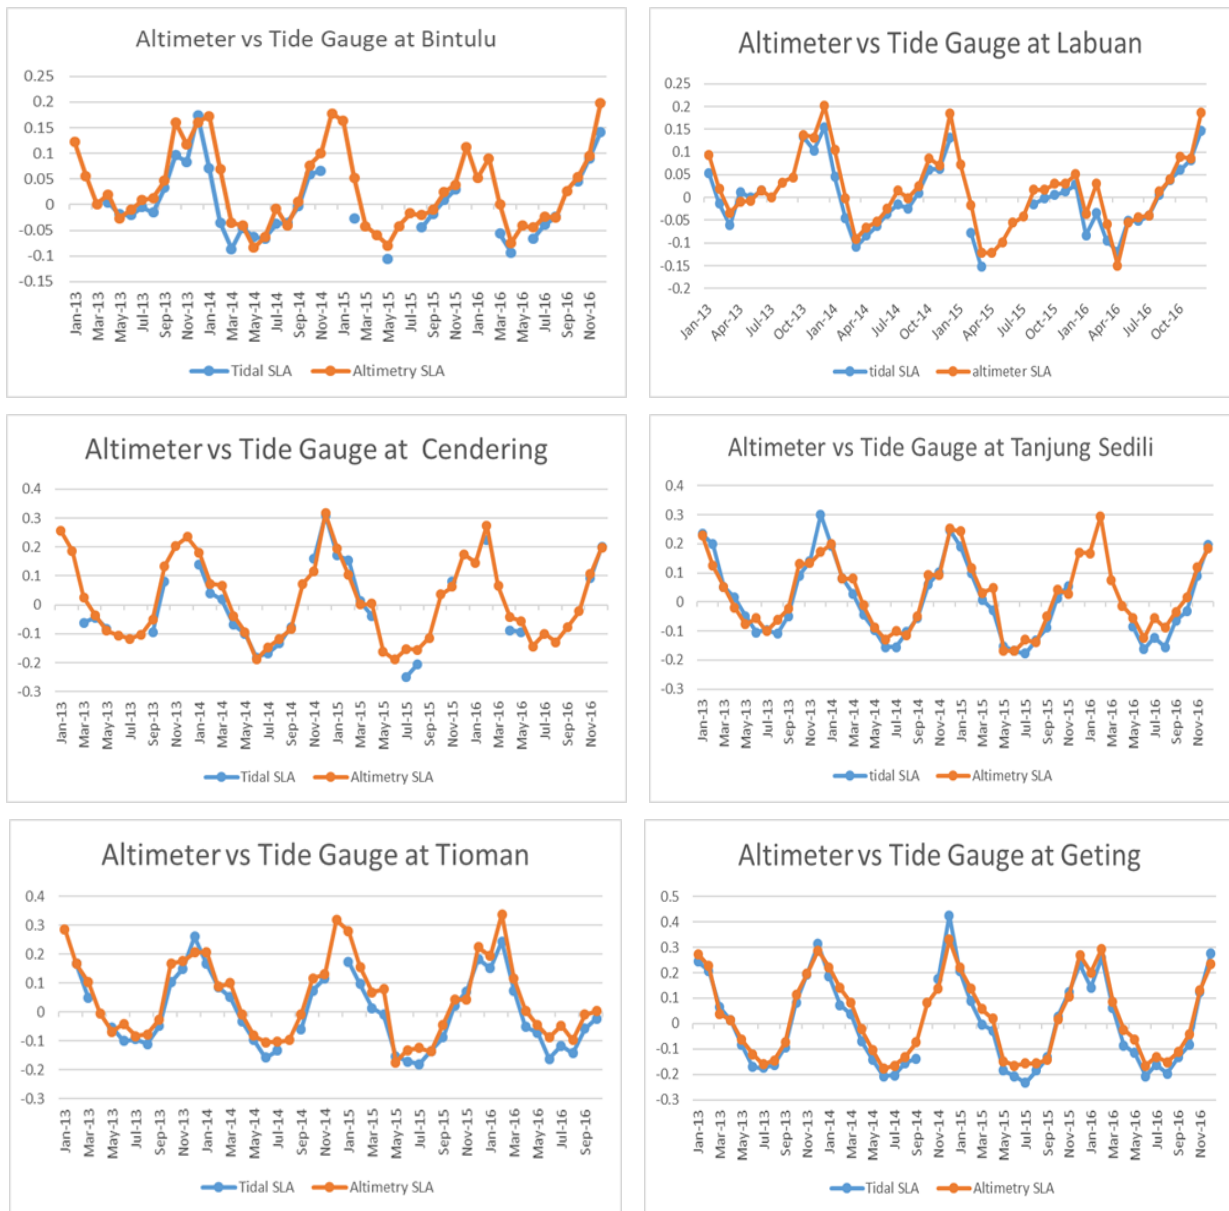 Altimeter vs Tide Gauge at Bintulu
0.25
0.2
0.15
0.1
0.05
0
-0.05
-0.1
-0.15
Jan-13 Mar-13 May-13 Jul-13 Sep-13 Nov-13 Jan-14 Mar-14 May-14 Jul-14 Sep-14 Nov-14 Jan-15 Mar-15 May-15 Jul-15 Sep-15 Nov-15 Jan-16 Mar-16 May-16 Jul-16 Sep-16 Nov-16
Tidal SLA Altimetry SLA
Altimeter vs Tide Gauge at Labuan
0.25
0.2
0.15
0.1
0.05
0
-0.05
-0.1
-0.15
-0.2
Jan-13 Apr-13 Jul-13 Oct-13 Jan-14 Apr-14 Jul-14 Oct-14 Jan-15 Apr-15 Jul-15 Oct-15 Jan-16 Apr-16 Jul-16 Oct-16
tidal SLA altimeter SLA
Altimeter vs Tide Gauge at Cendering
0.4
0.3
0.2
0.1
0
-0.1
-0.2
-0.3
Jan-13 Mar-13 May-13 Jul-13 Sep-13 Nov-13 Jan-14 Mar-14 May-14 Jul-14 Sep-14 Nov-14 Jan-15 Mar-15 May-15 Jul-15 Sep-15 Nov-15 Jan-16 Mar-16 May-16 Jul-16 Sep-16 Nov-16
Tidal SLA Altimetry SLA
Altimeter vs Tide Gauge at Tanjung Sedili
0.4
0.3
0.2
0.1
0
-0.1
-0.2
-0.3
Jan-13 Mar-13 May-13 Jul-13 Sep-13 Nov-13 Jan-14 Mar-14 May-14 Jul-14 Sep-14 Nov-14 Jan-15 Mar-15 May-15 Jul-15 Sep-15 Nov-15 Jan-16 Mar-16 May-16 Jul-16 Sep-16 Nov-16
tidal SLA Altimetry SLA
Altimeter vs Tide Gauge at Tioman
0.4
0.3
0.2
0.1
0
-0.1
-0.2
-0.3
Jan-13 Mar-13 May-13 Jul-13 Sep-13 Nov-13 Jan-14 Mar-14 May-14 Jul-14 Sep-14 Nov-14 Jan-15 Mar-15 May-15 Jul-15 Sep-15 Nov-15 Jan-16 Mar-16 May-16 Jul-16 Sep-16
Tidal SLA Altimetry SLA
Altimeter vs Tide Gauge at Geting
0.5
0.4
0.3
0.2
0.1
0
-0.1
-0.2
-0.3
Jan-13 Mar-13 May-13 Jul-13 Sep-13 Nov-13 Jan-14 Mar-14 May-14 Jul-14 Sep-14 Nov-14 Jan-15 Mar-15 May-15 Jul-15 Sep-15 Nov-15 Jan-16 Mar-16 May-16 Jul-16 Sep-16 Nov-16
Tidal SLA Altimetry SLA